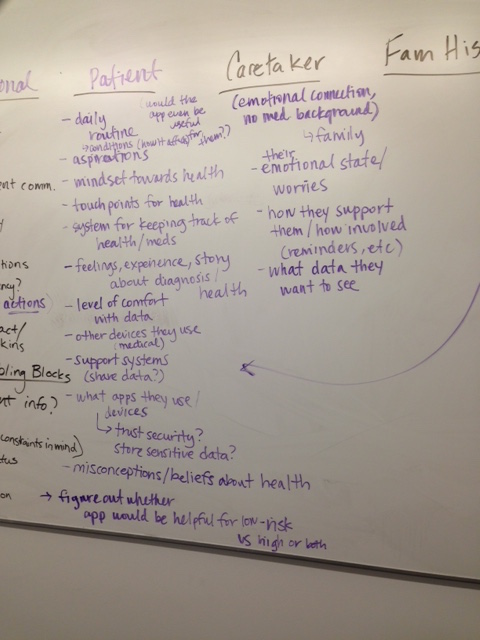 onal
ent comm.
y
tions
ncy?
actions
act/
kins
bling Blocks
nt info?
constaints in mind)
tus
ion
Patient
(would the
app even be
useful
for them?)
- daily
routine
→ conditions (how it affects
- aspirations
- mindset towards health
- touch points for health
- system for keeping track of
health/meds
- feelings, experience, story
about diagnosis/
health
- level of comfort
with data
- other devices they use
(medical)
- support systems
(share data?)
- what apps they use/
devices
↳ trust security?
store sensitive data?
- misconceptions/beliefs about health
→ figure out whether
app would be helpful for low-risk
vs high or both
Caretaker
(emotional connection,
no med background)
↳ family
- their
emotional state/
worries
- how they support
them/how involved
(reminders, etc)
- what data they
want to see
Fam His